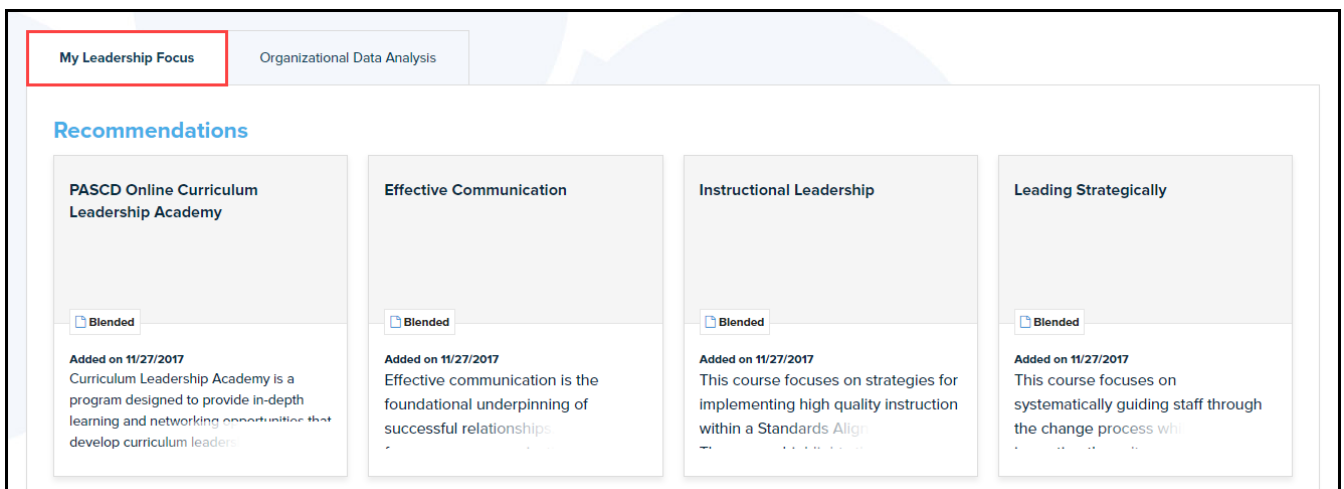 My Leadership Focus
Organizational Data Analysis
Recommendations
PASCD Online Curriculum
Leadership Academy
Blended
Added on 11/27/2017
Curriculum Leadership Academy is a
program designed to provide in-depth
learning and networking opportunities that
develop curriculum leaders
Effective Communication
Blended
Added on 11/27/2017
Effective communication is the
foundational underpinning of
successful relationships
Instructional Leadership
Blended
Added on 11/27/2017
This course focuses on strategies for
implementing high quality instruction
within a Standards Align
Leading Strategically
Blended
Added on 11/27/2017
This course focuses on
systematically guiding staff through
the change process